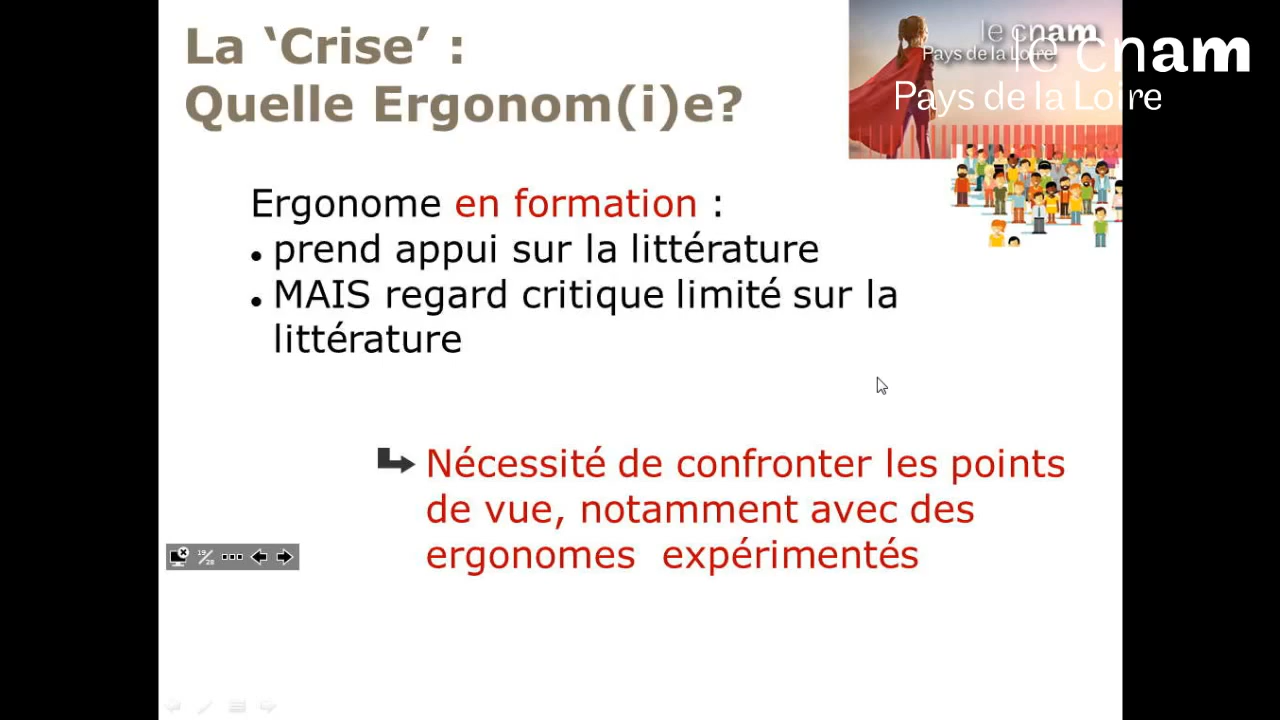 La ‘Crise’ :
Quelle Ergonom(i)e?
le cnam
Pays de la Loire
le cnam
Pays de la Loire
Ergonome en formation :
• prend appui sur la littérature
• MAIS regard critique limité sur la
littérature
Nécessité de confronter les points
de vue, notamment avec des
ergonomes expérimentés
19/28